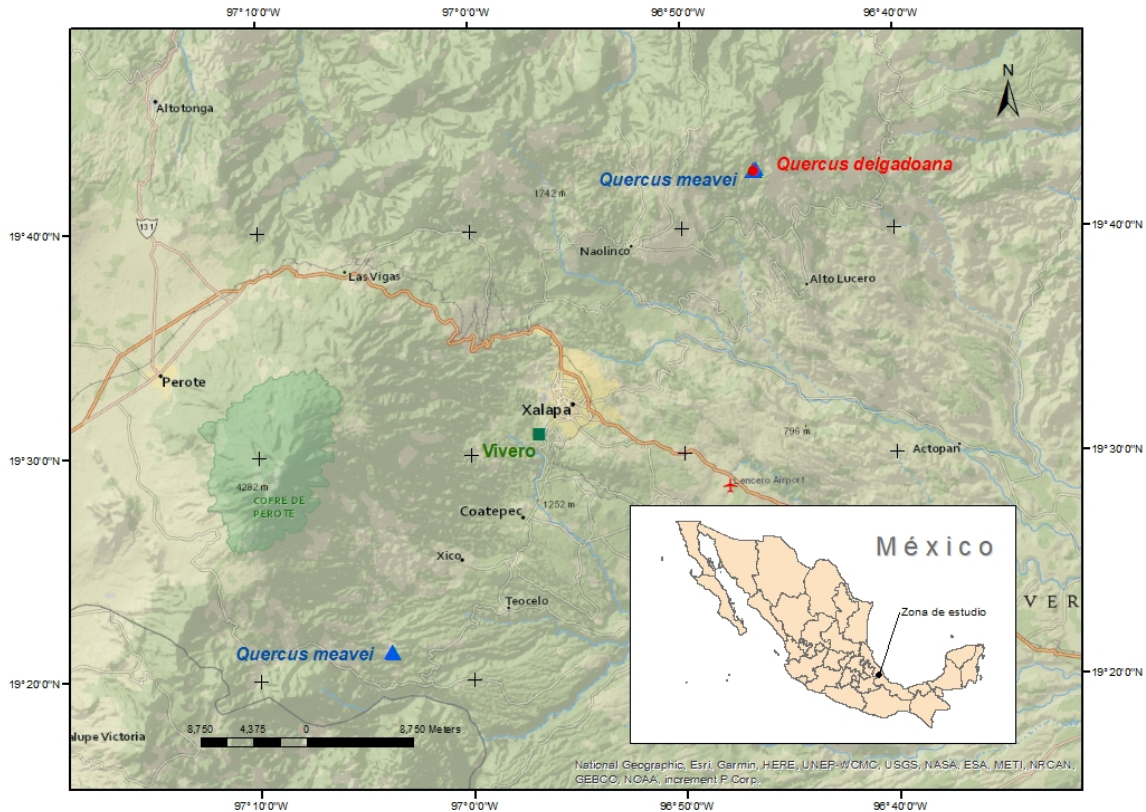 97°10'0"W
97°0'0"W
96°50'0"W
96°40'0"W
N
Altotonga
Quercus delgadoana
Quercus meavei
1742 m
131
19°40'0"N
19°40'0"N
Naolinco
Las Vigas
Alto Lucero
Perote
Xalapa
796 m
Vivero
Actopan
19°30'0"N
19°30'0"N
4282 m
Lencero Airport
COFRE DE
PEROTE
1252 m
Coatepec
México
Xico
Teocelo
VER
Zona de estudio
Quercus meavei
19°20'0"N
19°20'0"N
8,750 4,375 0 8,750 Meters
alupe Victoria
National Geographic, Esri, Garmin, HERE, UNEP-WCMC, USGS, NASA, ESA, METI, NRCAN,
GEBCO, NOAA, increment P Corp.
97°10'0"W
97°0'0"W
96°50'0"W
96°40'0"W